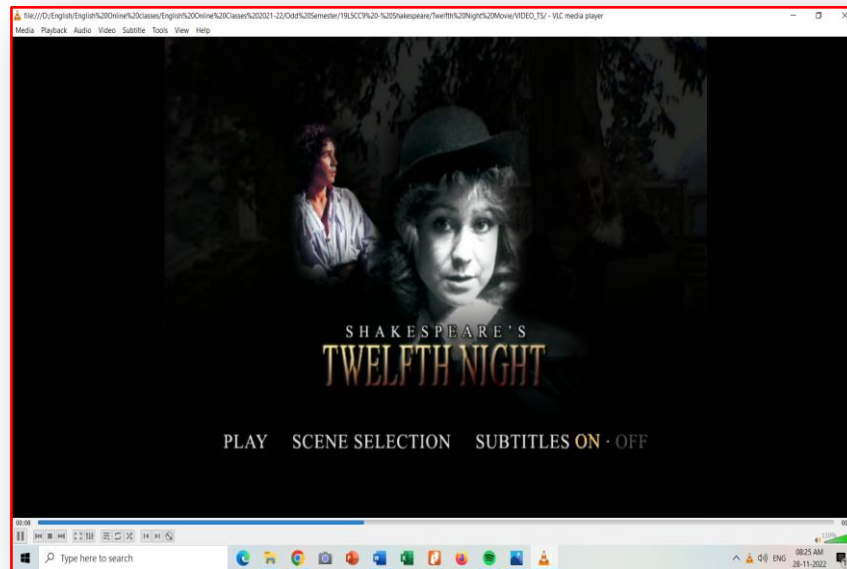 file:///D:/English/English%20Online%20classes/English%20Online%20Classes%202021-22/Odd%20Semester/19LSCC9%20-%20Shakespeare/Twelfth%20Night%20Movie/VIDEO_TS/ - VLC media player
Media Playback Audio Video Subtitle Tools View Help
SHAKESPEARE'S
TWELFTH NIGHT
PLAY SCENE SELECTION SUBTITLES ON · OFF
00:08
110%
Type here to search
ENG
08:25 AM
28-11-2022